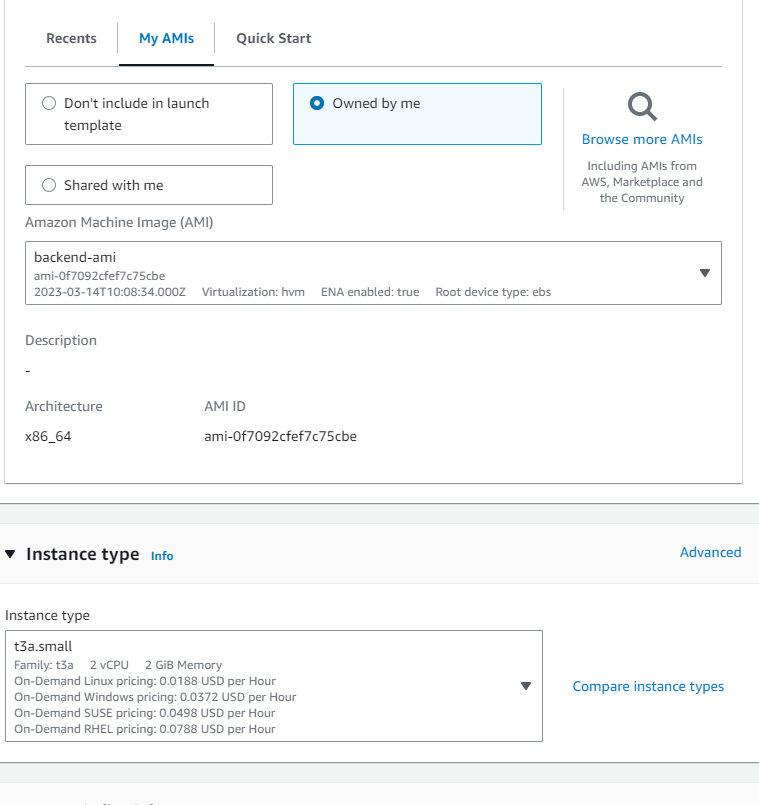 Recents
My AMIs
Quick Start
Don't include in launch
template
Owned by me
Shared with me
Browse more AMIs
Including AMIs from
AWS, Marketplace and
the Community
Amazon Machine Image (AMI)
backend-ami
ami-0f7092cfef7c75cbe
2023-03-14T10:08:34.000Z Virtualization: hvm ENA enabled: true Root device type: ebs
Description
-
Architecture AMI ID
x86_64 ami-0f7092cfef7c75cbe
Instance type Info
Advanced
Instance type
t3a.small
Family: t3a 2 vCPU 2 GiB Memory
On-Demand Linux pricing: 0.0188 USD per Hour
On-Demand Windows pricing: 0.0372 USD per Hour
On-Demand SUSE pricing: 0.0498 USD per Hour
On-Demand RHEL pricing: 0.0788 USD per Hour
Compare instance types